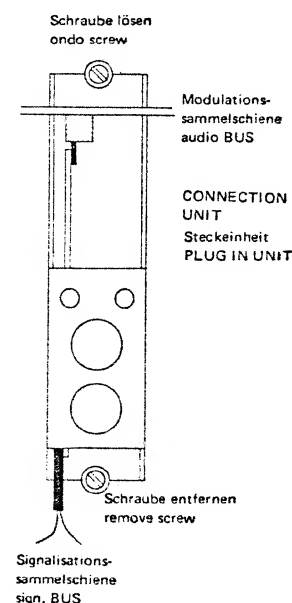 Schraube lösen
ondo screw
Modulations-
sammelschiene
audio BUS
CONNECTION
UNIT
Steckeinheit
PLUG IN UNIT
Schraube entfernen
remove screw
Signalisations-
sammelschiene
sign. BUS